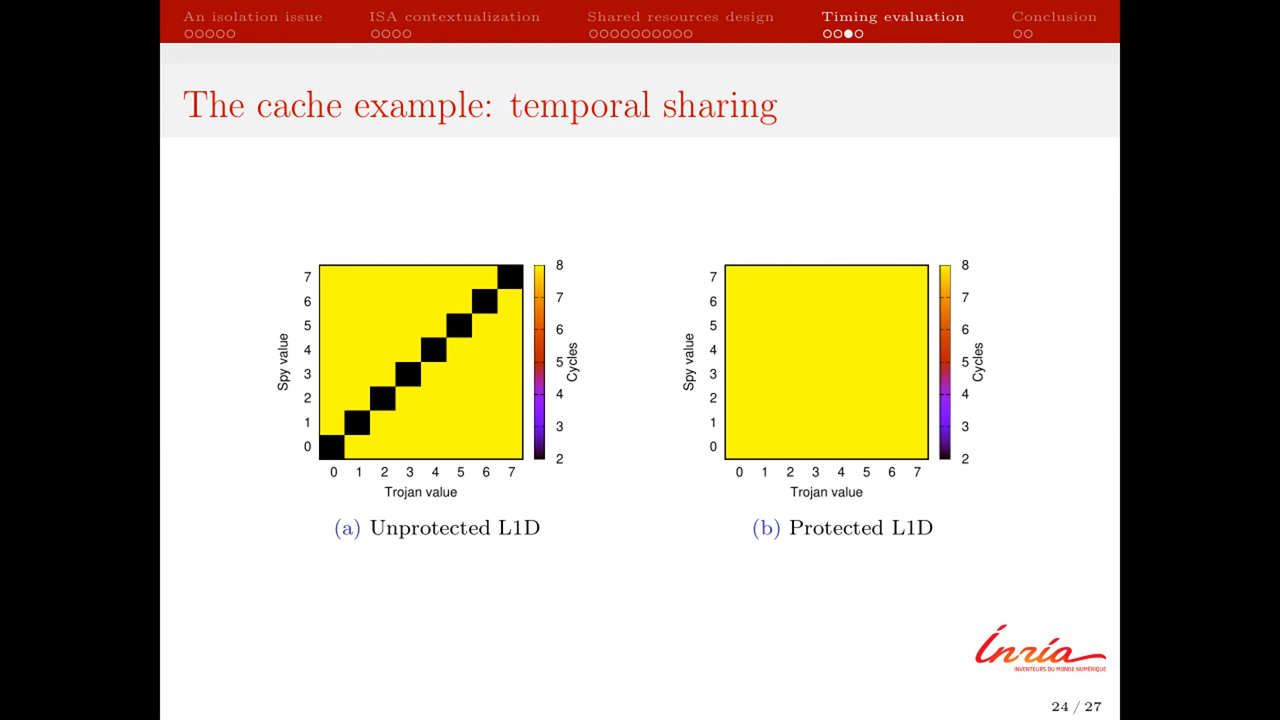 An isolation issue ISA contextualization Shared resources design Timing evaluation Conclusion
The cache example: temporal sharing
7
6
5
4
3
2
1
0
Spy value
0 1 2 3 4 5 6 7
Trojan value
8
7
6
5
4
3
2
Cycles
(a) Unprotected L1D
7
6
5
4
3
2
1
0
Spy value
0 1 2 3 4 5 6 7
Trojan value
8
7
6
5
4
3
2
Cycles
(b) Protected L1D
Inría
INVENTEURS DU MONDE NUMÉRIQUE
24 / 27